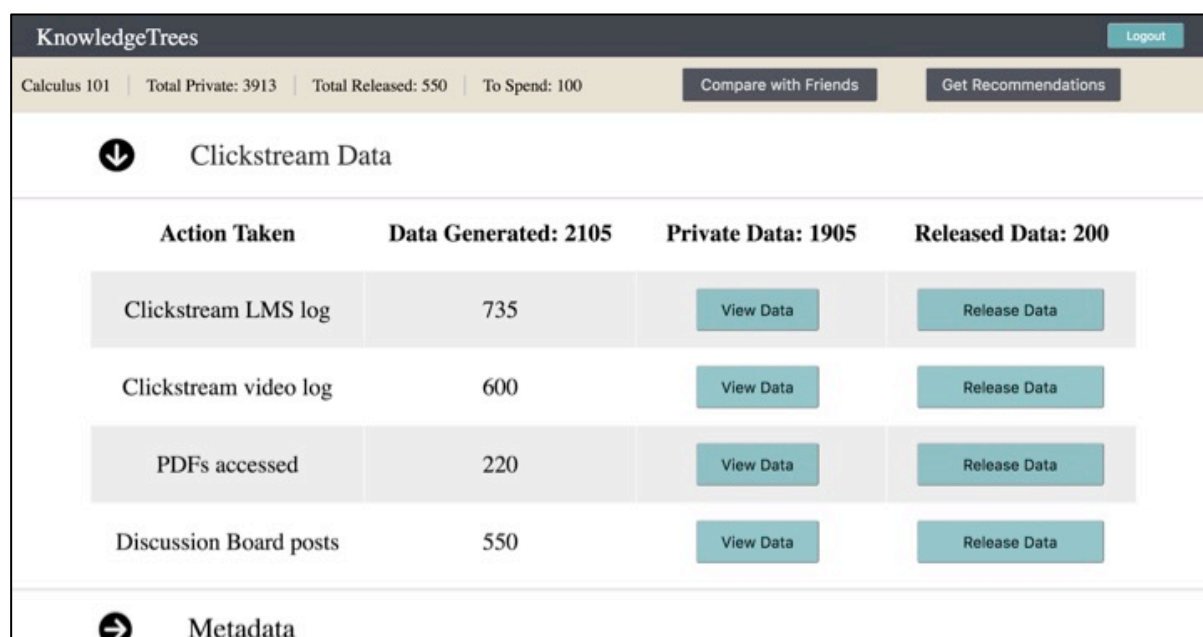 KnowledgeTrees Logout
Calculus 101 Total Private: 3913 Total Released: 550 To Spend: 100 Compare with Friends Get Recommendations
Clickstream Data
Action Taken Data Generated: 2105 Private Data: 1905 Released Data: 200
Clickstream LMS log 735 View Data Release Data
Clickstream video log 600 View Data Release Data
PDFs accessed 220 View Data Release Data
Discussion Board posts 550 View Data Release Data
Metadata